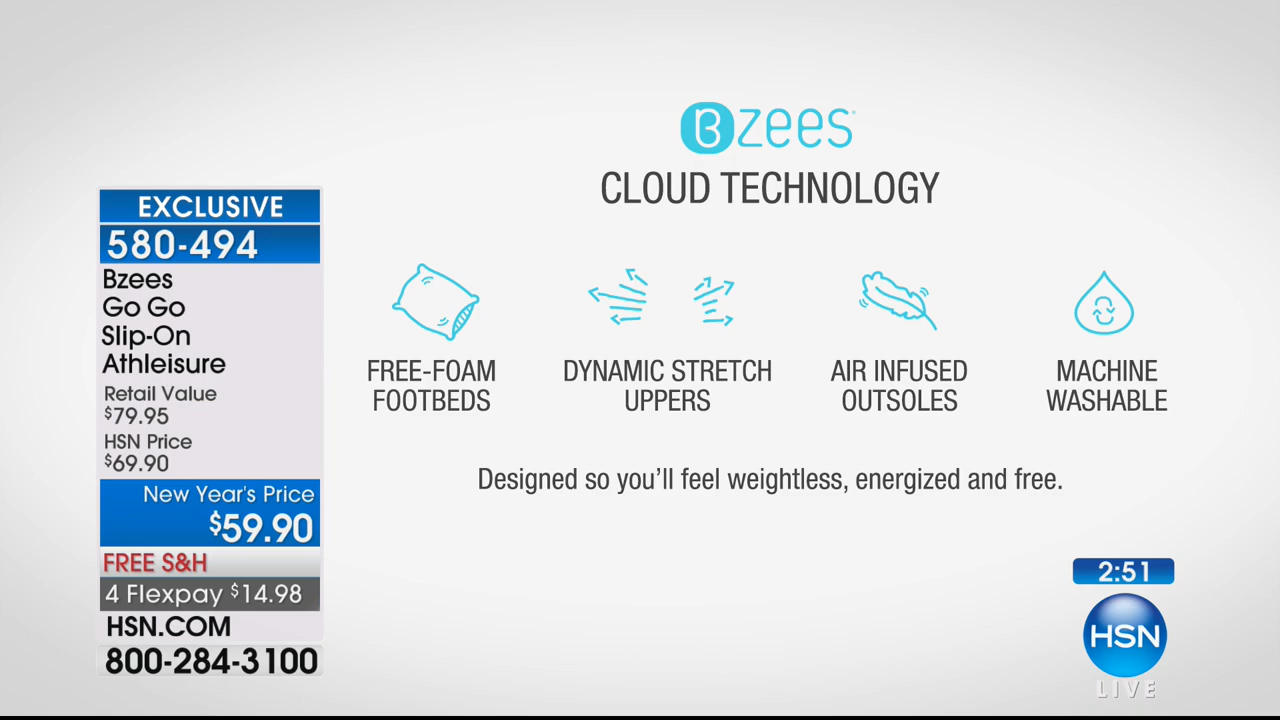 Bzees
CLOUD TECHNOLOGY
EXCLUSIVE
580-494
Bzees
Go Go
Slip-On
Athleisure
Retail Value
$79.95
HSN Price
$69.90
New Year's Price
$59.90
FREE S&H
4 Flexpay $14.98
HSN.COM
800-284-3100
FREE-FOAM
FOOTBEDS
DYNAMIC STRETCH
UPPERS
AIR INFUSED
OUTSOLES
MACHINE
WASHABLE
Designed so you'll feel weightless, energized and free.
2:51
HSN
LIVE